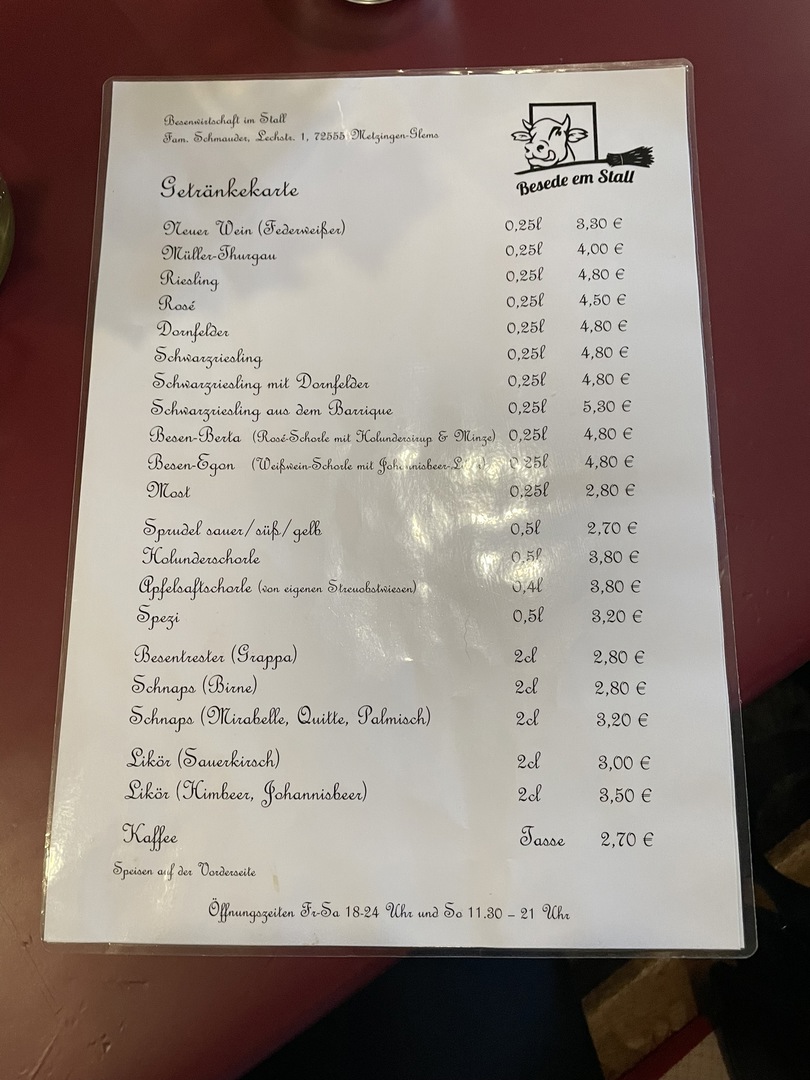 Besenwirtschaft im Stall
Fam. Schmauder, Lechstr. 1, 72555 Metzingen-Glems
Besede em Stall
Getränkekarte
Neuer Wein (Federweißer) 0,25l 3,30 €
Müller-Thurgau 0,25l 4,00 €
Riesling 0,25l 4,80 €
Rosé 0,25l 4,50 €
Dornfelder 0,25l 4,80 €
Schwarzriesling 0,25l 4,80 €
Schwarzriesling mit Dornfelder 0,25l 4,80 €
Schwarzriesling aus dem Barrique 0,25l 5,30 €
Besen-Berta (Rosé-Schorle mit Holundersirup & Minze) 0,25l 4,80 €
Besen-Egon (Weißwein-Schorle mit 0,25l 4,80 €
Most 0,25l 2,80 €
Sprudel sauer/süß/gelb 0,5l 2,70 €
Holunderschorle 0,5l 3,80 €
Apfelsaftschorle (von eigenen Streuobstwiesen) 0,4l 3,80 €
Spezi 0,5l 3,20 €
Besentrester (Grappa) 2cl 2,80 €
Schnaps (Birne) 2cl 2,80 €
Schnaps (Mirabelle, Quitte, Palmisch) 2cl 3,20 €
Likör (Sauerkirsch) 2cl 3,00 €
Likör (Himbeer, Johannisbeer) 2cl 3,50 €
Kaffee Tasse 2,70 €
Speisen auf der Vorderseite
Öffnungszeiten Fr-Sa 18-24 Uhr und So 11.30 – 21 Uhr